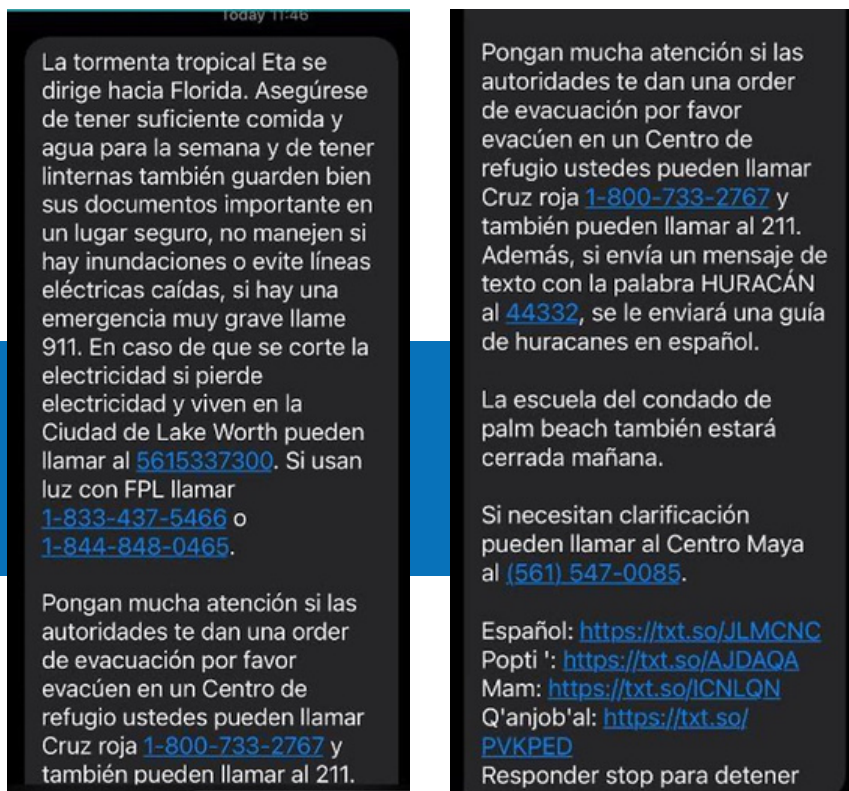 Today 11:46
La tormenta tropical Eta se
dirige hacia Florida. Asegúrese
de tener suficiente comida y
agua para la semana y de tener
linternas también guarden bien
sus documentos importante en
un lugar seguro, no manejen si
hay inundaciones o evite líneas
eléctricas caídas, si hay una
emergencia muy grave llame
911. En caso de que se corte la
electricidad si pierde
electricidad y viven en la
Ciudad de Lake Worth pueden
llamar al 5615337300. Si usan
luz con FPL llamar
1-833-437-5466 o
1-844-848-0465.
Pongan mucha atención si las
autoridades te dan una order
de evacuación por favor
evacúen en un Centro de
refugio ustedes pueden llamar
Cruz roja 1-800-733-2767 y
también pueden llamar al 211.
Pongan mucha atención si las
autoridades te dan una order
de evacuación por favor
evacúen en un Centro de
refugio ustedes pueden llamar
Cruz roja 1-800-733-2767 y
también pueden llamar al 211.
Además, si envía un mensaje de
texto con la palabra HURACÁN
al 44332, se le enviará una guía
de huracanes en español.
La escuela del condado de
palm beach también estará
cerrada mañana.
Si necesitan clarificación
pueden llamar al Centro Maya
al (561) 547-0085.
Español: https://txt.so/JLMCNC
Popti ': https://txt.so/AJDAQA
Mam: https://txt.so/ICNLQN
Q'anjob'al: https://txt.so/
PVKPED
Responder stop para detener